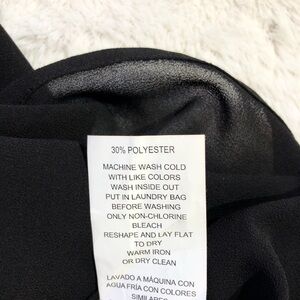 30% POLYESTER
MACHINE WASH COLD
WITH LIKE COLORS
WASH INSIDE OUT
PUT IN LAUNDRY BAG
BEFORE WASHING
ONLY NON-CHLORINE
BLEACH
RESHAPE AND LAY FLAT
TO DRY
WARM IRON
OR DRY CLEAN
LAVADO A MÁQUINA CON
AGUA FRÍA CON COLORES
SIMILARES